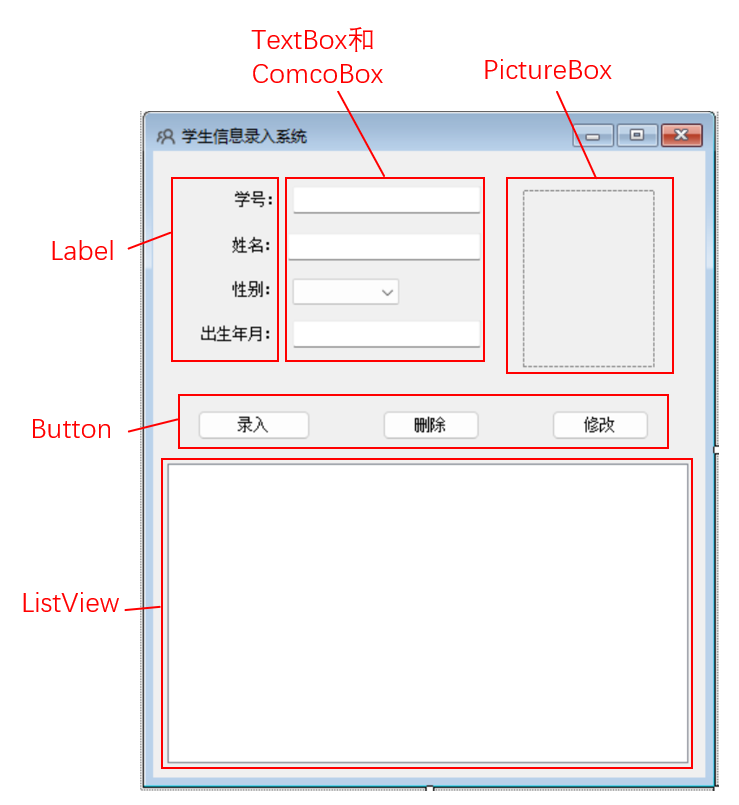 TextBox和
ComcoBox
PictureBox
学生信息录入系统
学号:
姓名:
Label
性别:
出生年月:
Button
录入
删除
修改
ListView